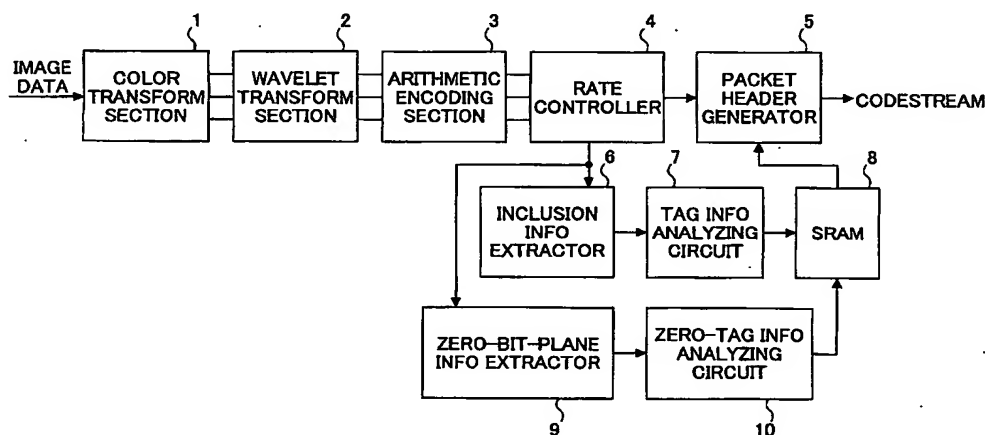 1
2
3
4
5
IMAGE
DATA
COLOR
TRANSFORM
SECTION
WAVELET
TRANSFORM
SECTION
ARITHMETIC
ENCODING
SECTION
RATE
CONTROLLER
PACKET
HEADER
GENERATOR
CODESTREAM
6
7
8
INCLUSION
INFO
EXTRACTOR
TAG INFO
ANALYZING
CIRCUIT
SRAM
ZERO-BIT-PLANE
INFO EXTRACTOR
ZERO-TAG INFO
ANALYZING
CIRCUIT
9
10